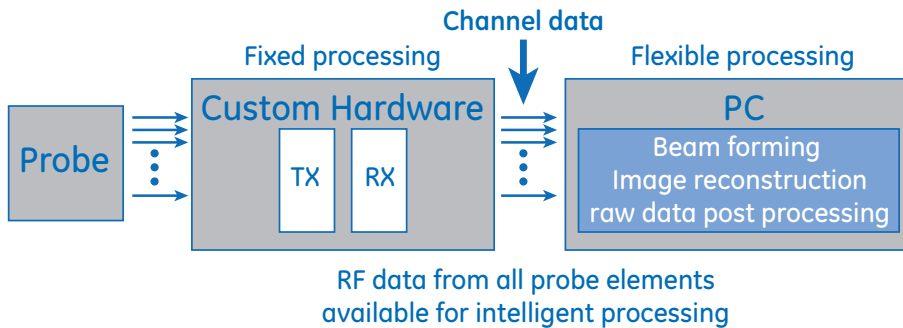 Channel data
Fixed processing
Flexible processing
Probe
Custom Hardware
TX
RX
PC
Beam forming
Image reconstruction
raw data post processing
RF data from all probe elements
available for intelligent processing